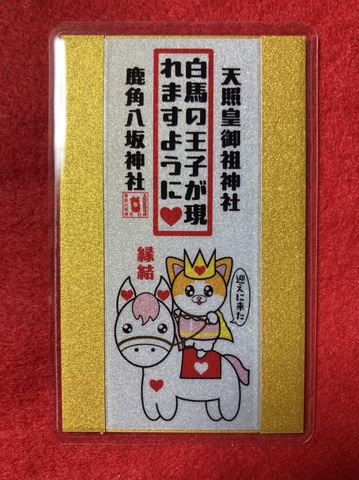 天照皇御祖神社
白馬の王子が現
れますように♥
鹿角八坂神社
縁結
迎えに来た